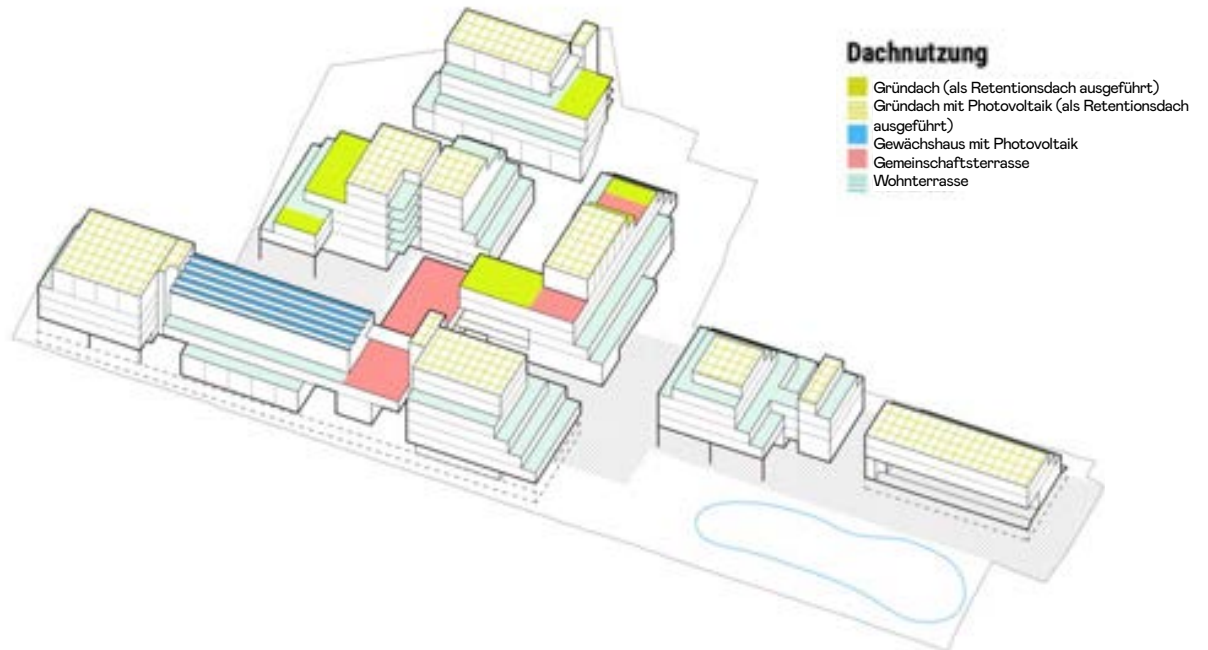 Dachnutzung
Gründach (als Retentionsdach ausgeführt)
Gründach mit Photovoltaik (als Retentionsdach
ausgeführt)
Gewächshaus mit Photovoltaik
Gemeinschaftsterrasse
Wohnterrasse